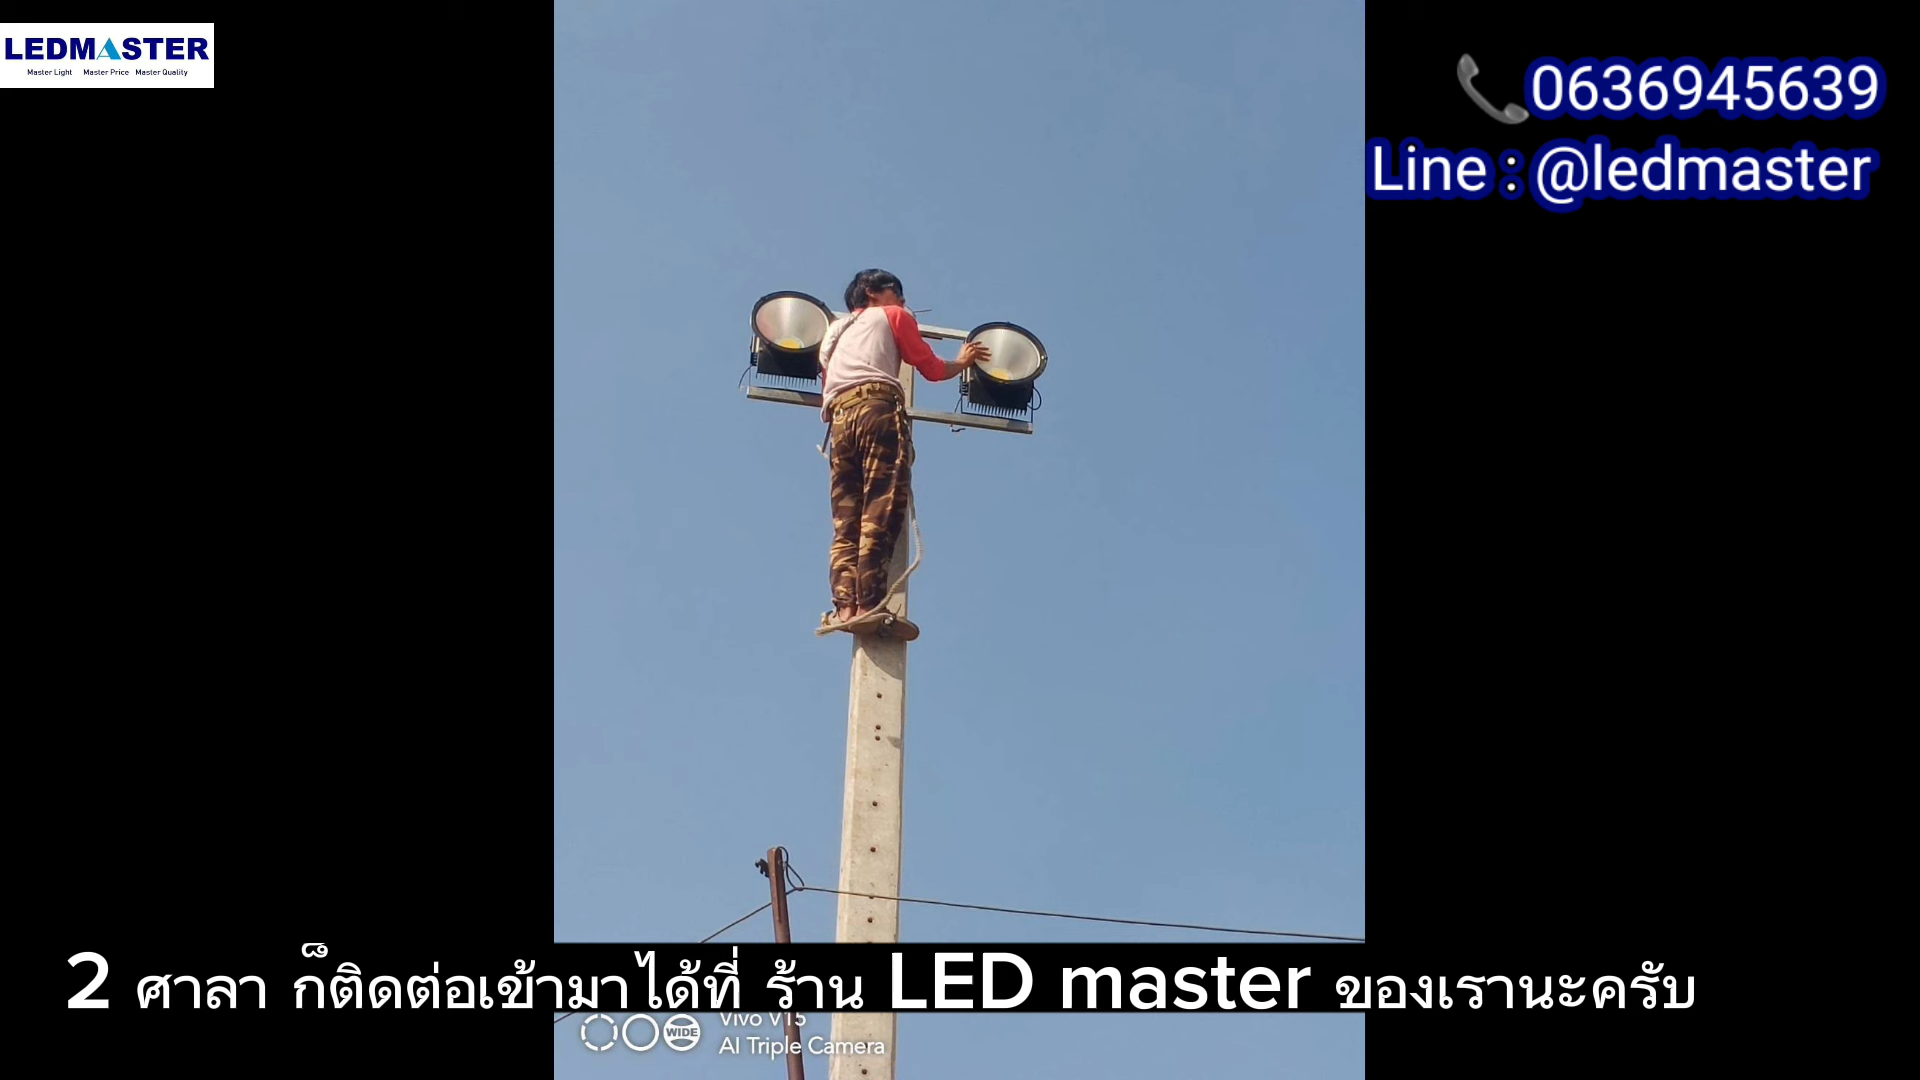 LEDMASTER
Master Light Master Price Master Quality
0636945639
Line : @ledmaster
2 ศาลา ก็ติดต่อเข้ามาได้ที่ ร้าน LED master ของเรานะครับ
WIDE
Vivo V15
AI Triple Camera